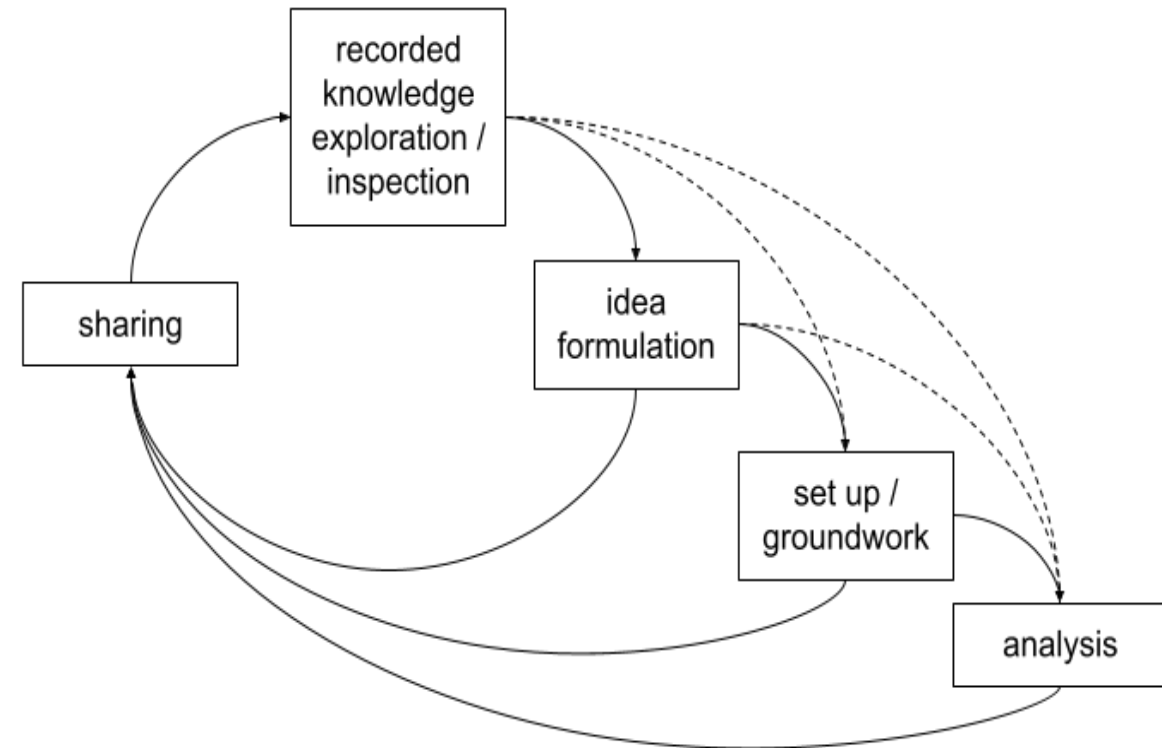 recorded
knowledge
exploration /
inspection
sharing
idea
formulation
set up /
groundwork
analysis